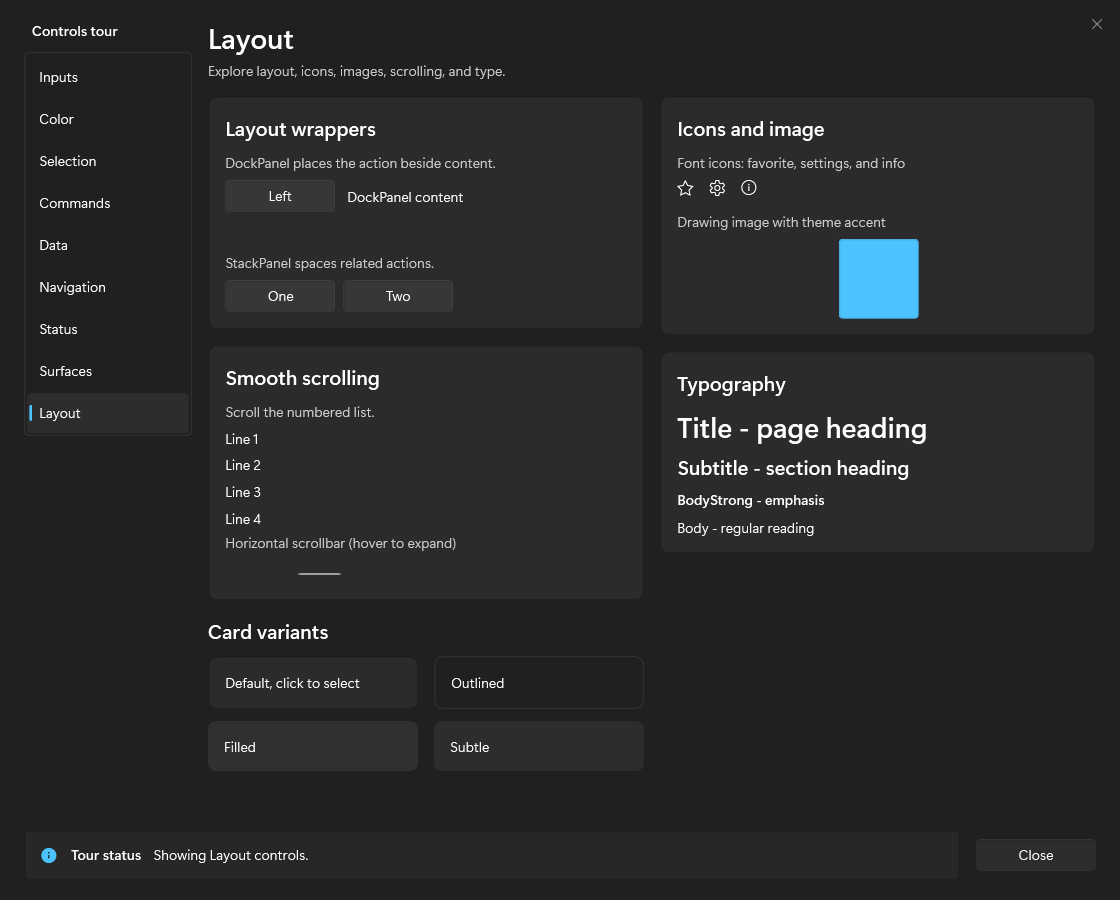 Controls tour
Inputs
Color
Selection
Commands
Data
Navigation
Status
Surfaces
Layout
Layout
Explore layout, icons, images, scrolling, and type.
Layout wrappers
DockPanel places the action beside content.
Left
DockPanel content
StackPanel spaces related actions.
One
Two
Icons and image
Font icons: favorite, settings, and info
Drawing image with theme accent
Smooth scrolling
Scroll the numbered list.
Line 1
Line 2
Line 3
Line 4
Horizontal scrollbar (hover to expand)
Typography
Title - page heading
Subtitle - section heading
BodyStrong - emphasis
Body - regular reading
Card variants
Default, click to select
Outlined
Filled
Subtle
Tour status Showing Layout controls.
Close